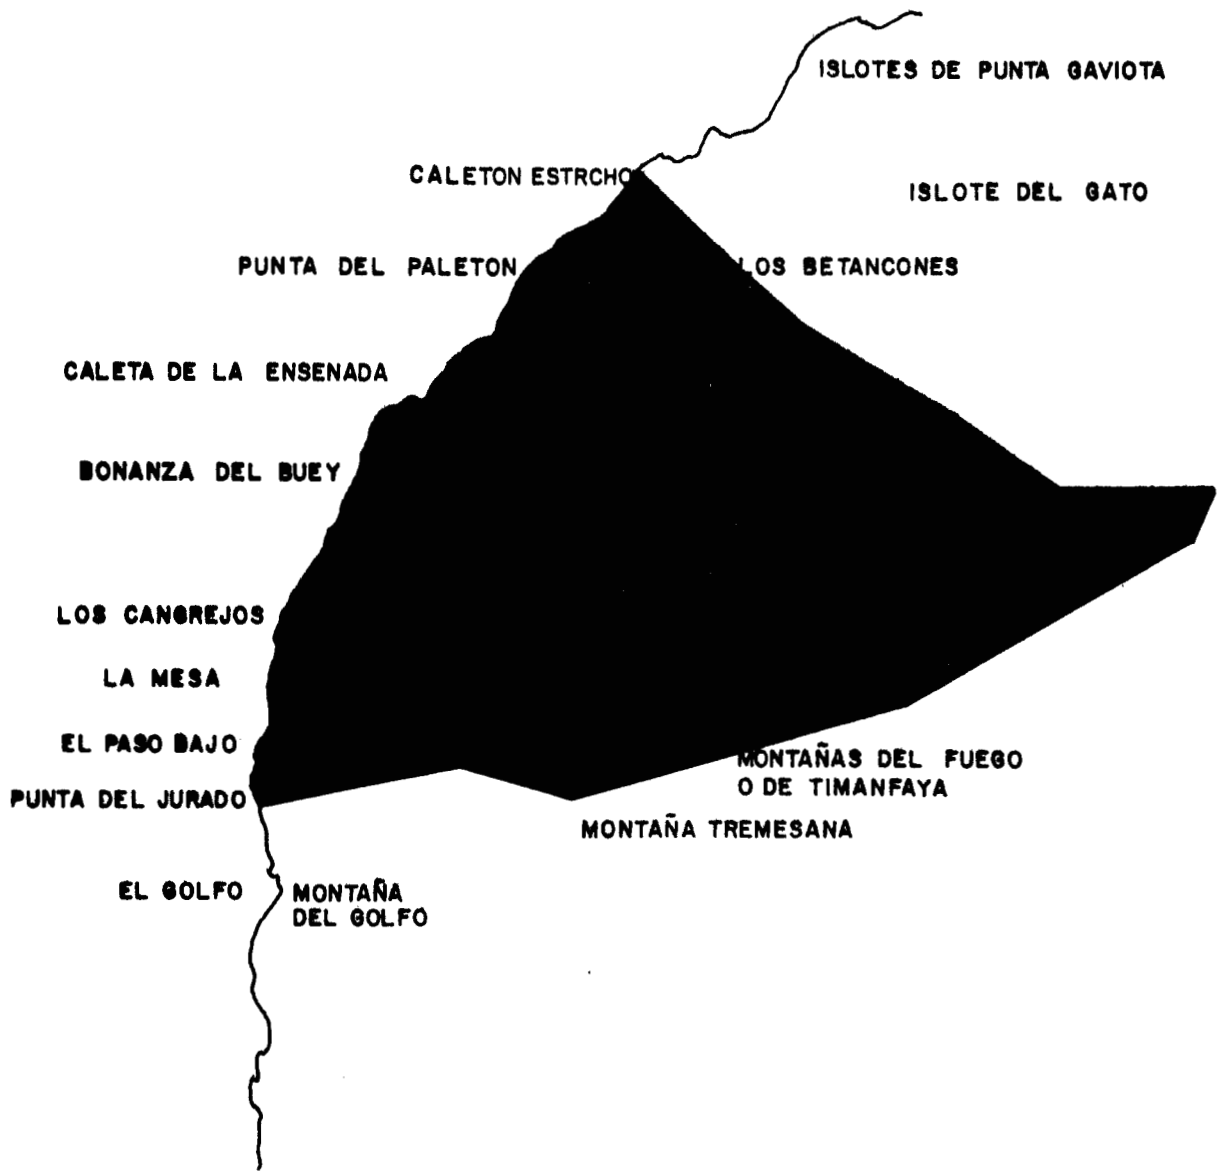 ISLOTES DE PUNTA GAVIOTA
CALETON ESTRCHO
ISLOTE DEL GATO
PUNTA DEL PALETON
LOS BETANCONES
CALETA DE LA ENSENADA
BONANZA DEL BUEY
LOS CANGREJOS
LA MESA
EL PASO BAJO
MONTAÑAS DEL FUEGO
O DE TIMANFAYA
PUNTA DEL JURADO
MONTAÑA TREMESANA
EL GOLFO
MONTAÑA
DEL GOLFO